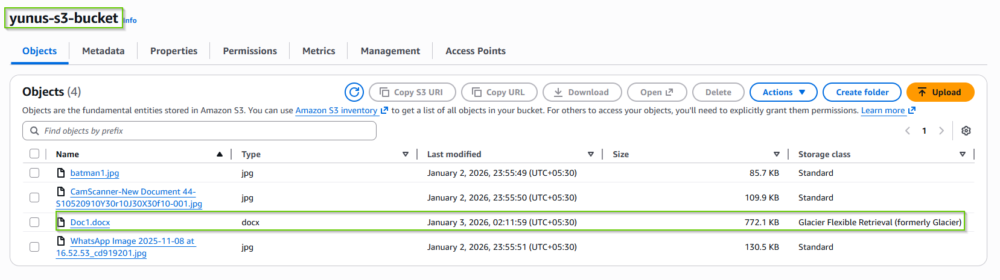 yunus-s3-bucket Info
Objects Metadata Properties Permissions Metrics Management Access Points
Objects (4) Copy S3 URI Copy URL Download Open Delete Actions Create folder Upload
Objects are the fundamental entities stored in Amazon S3. You can use Amazon S3 inventory to get a list of all objects in your bucket. For others to access your objects, you'll need to explicitly grant them permissions. Learn more
Find objects by prefix 1
Name Type Last modified Size Storage class
batman1.jpg jpg January 2, 2026, 23:55:49 (UTC+05:30) 85.7 KB Standard
CamScanner-New Document 44-
S10520910Y30r10J30X30f10-001.jpg jpg January 2, 2026, 23:55:50 (UTC+05:30) 109.9 KB Standard
Doc1.docx docx January 3, 2026, 02:11:59 (UTC+05:30) 772.1 KB Glacier Flexible Retrieval (formerly Glacier)
WhatsApp Image 2025-11-08 at
16.52.53_cd919201.jpg jpg January 2, 2026, 23:55:51 (UTC+05:30) 130.5 KB Standard